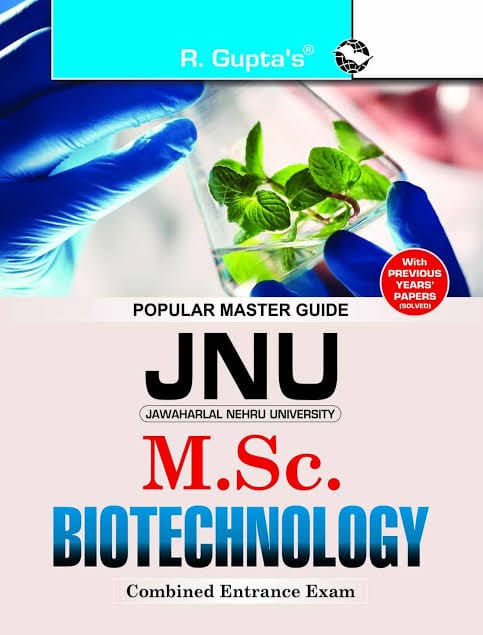 R. Gupta's®
With
PREVIOUS
YEARS'
PAPERS
(SOLVED)
POPULAR MASTER GUIDE
JNU
JAWAHARLAL NEHRU UNIVERSITY
M.Sc.
BIOTECHNOLOGY
Combined Entrance Exam